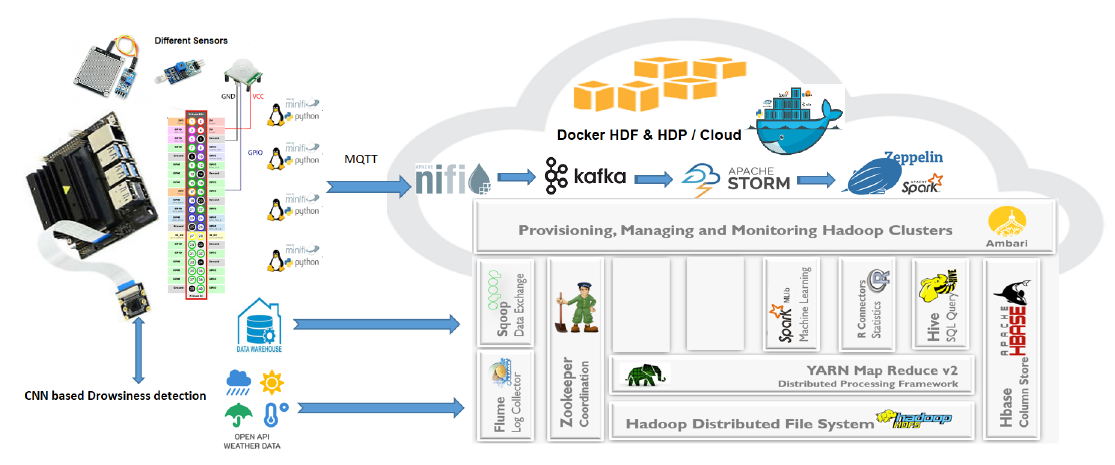 Different Sensors
GND
VCC
GPIO
minifi
python
minifi
python
minifi
python
minifi
python
MQTT
Docker HDF & HDP / Cloud
APACHE
nifi
kafka
APACHE
STORM
Zeppelin
APACHE
Spark
Provisioning, Managing and Monitoring Hadoop Clusters
Ambari
Sqoop
Data Exchange
Zookeeper
Coordination
Spark
MLlib
Machine Learning
R
R Connectors
Statistics
HIVE
Hive
SQL Query
APACHE
HBASE
Hbase
Column Store
DATA WAREHOUSE
Flume
Log Collector
YARN Map Reduce v2
Distributed Processing Framework
Hadoop Distributed File System
hadoop
HDFS
CNN based Drowsiness detection
OPEN API
WEATHER DATA